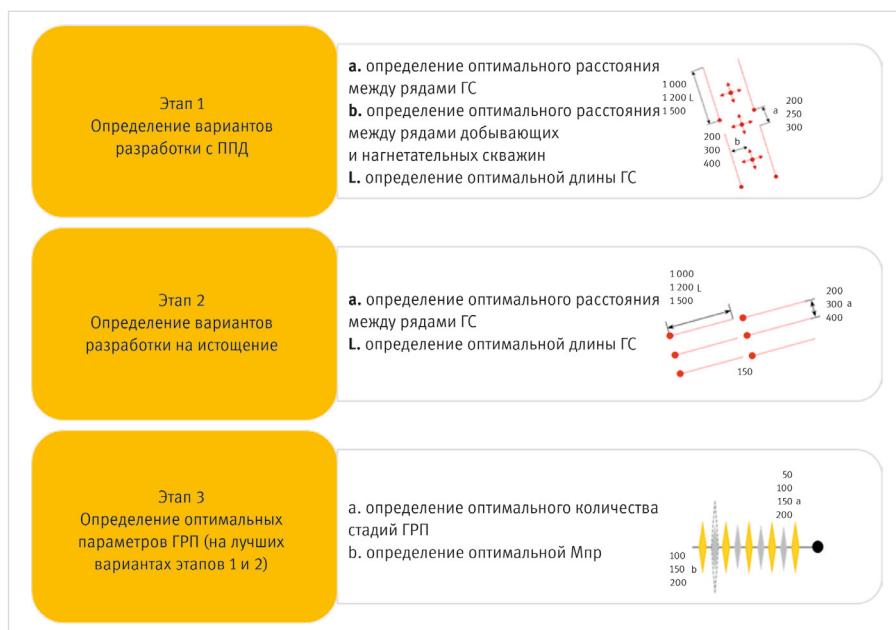 Этап 1
Определение вариантов
разработки с ППД
a. определение оптимального расстояния
между рядами ГС
b. определение оптимального расстояния
между рядами добывающих
и нагнетательных скважин
L. определение оптимальной длины ГС
1 000
1 200 L
1 500
200
300
400
b
a
200
250
300
Этап 2
Определение вариантов
разработки на истощение
a. определение оптимального расстояния
между рядами ГС
L. определение оптимальной длины ГС
1 000
1 200 L
1 500
200
300 a
400
150
Этап 3
Определение оптимальных
параметров ГРП (на лучших
вариантах этапов 1 и 2)
a. определение оптимального количества
стадий ГРП
b. определение оптимальной Мпр
50
100
150 a
200
100
150 b
200